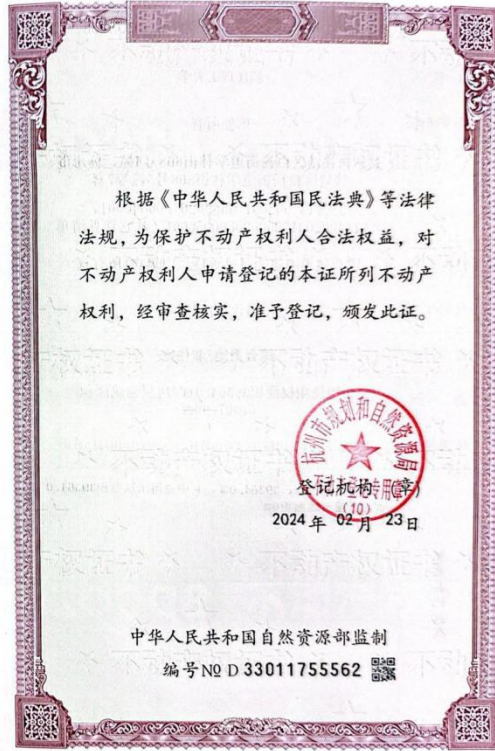 根据《中华人民共和国民法典》等法律
法规，为保护不动产权利人合法权益，对
不动产权利人申请登记的本证所列不动产
权利，经审查核实，准予登记，颁发此证。
杭州市规划和自然资源局
登记机构（章）
(10)
2024 年 02 月 23 日
中华人民共和国自然资源部监制
编号№ D 33011755562